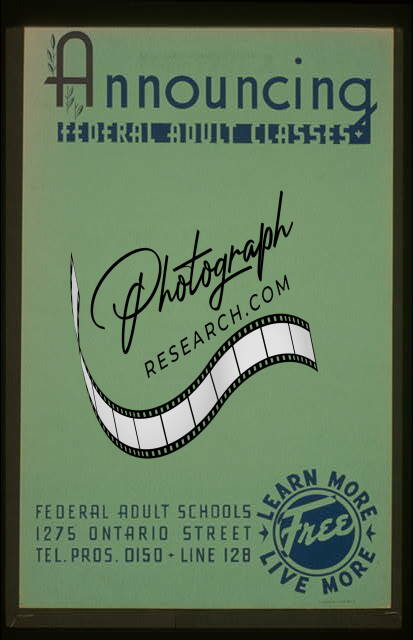 Announcing
FEDERAL ADULT CLASSES
Photograph
RESEARCH.COM
FEDERAL ADULT SCHOOLS
1275 ONTARIO STREET
TEL. PROS. 0150 - LINE 128
LEARN MORE
Free
LIVE MORE